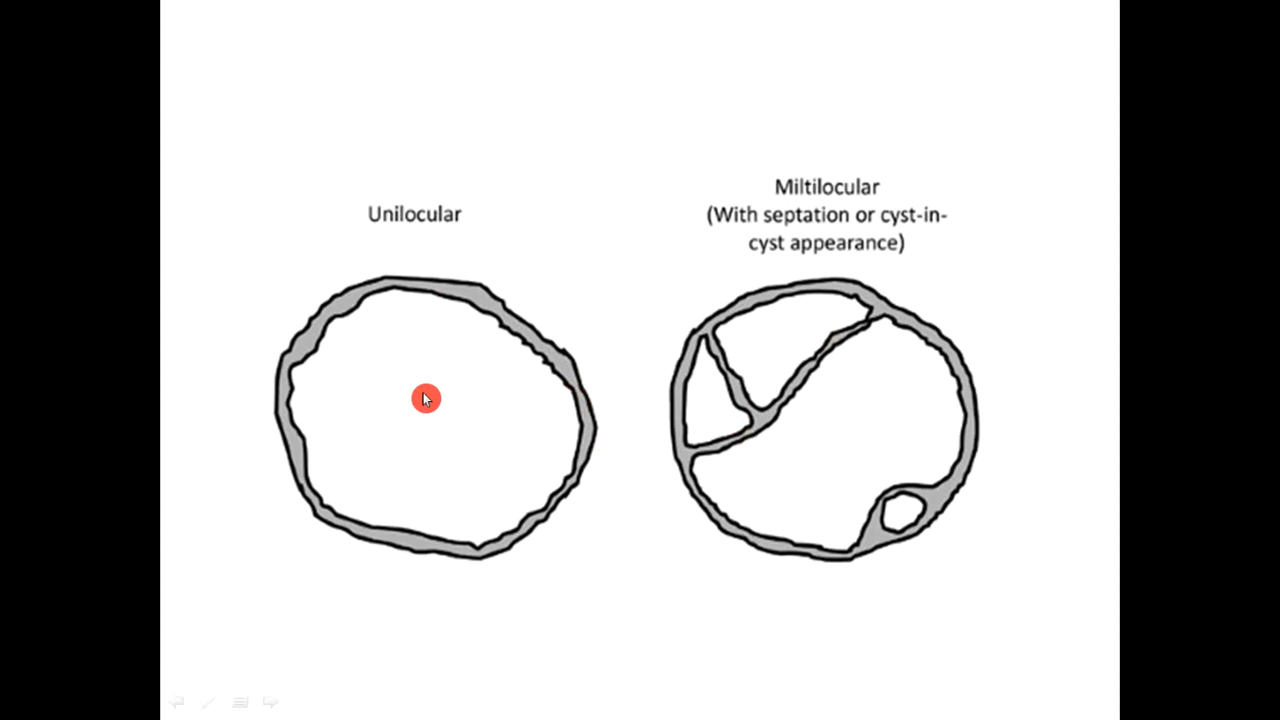 Unilocular
Miltilocular
(With septation or cyst-in-
cyst appearance)